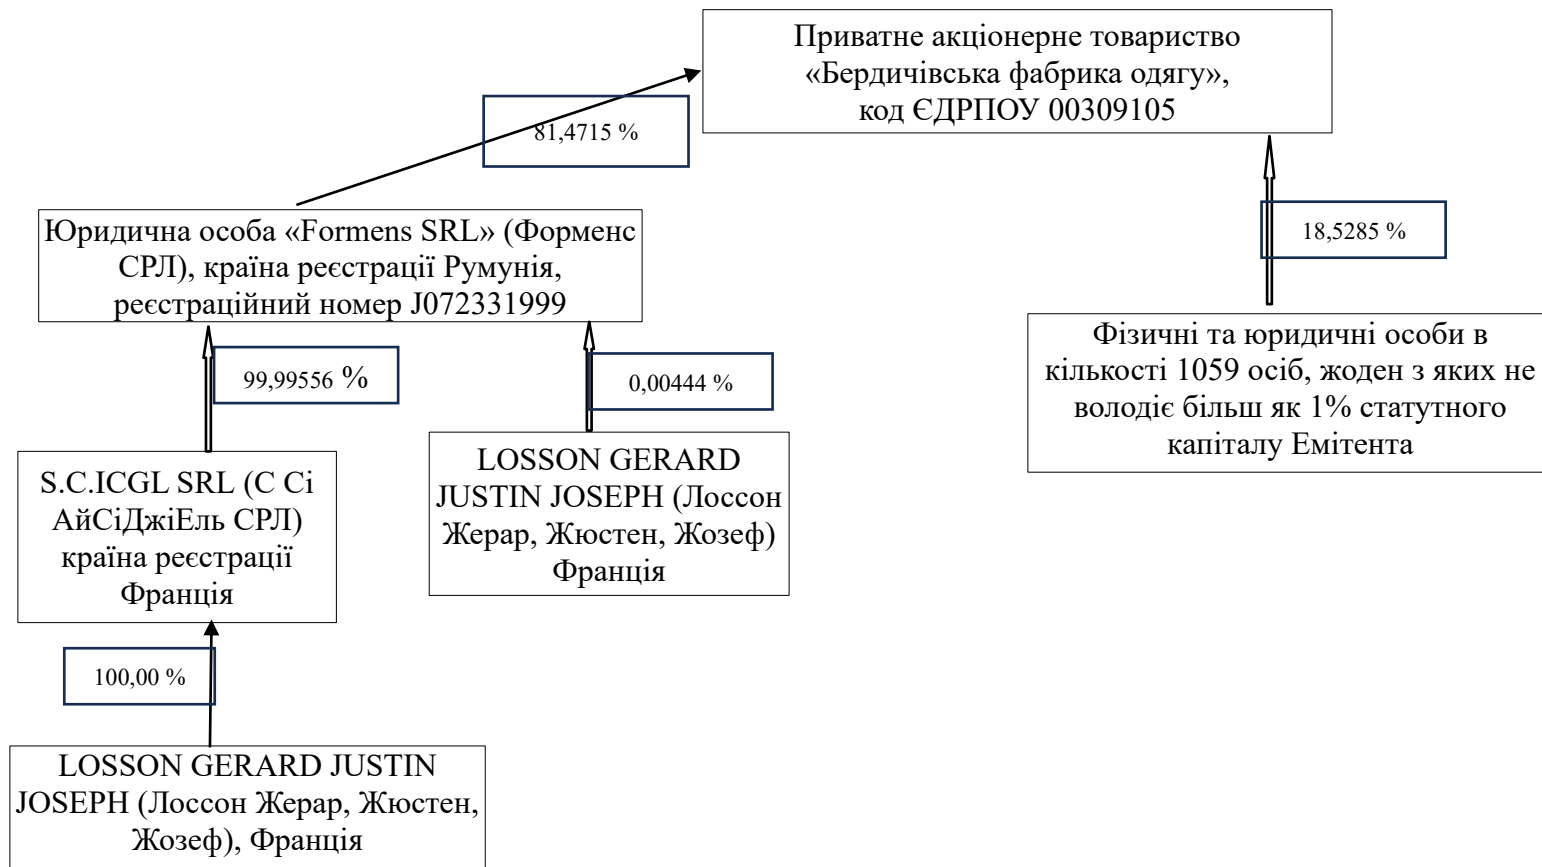 Приватне акціонерне товариство
«Бердичівська фабрика одягу»,
код ЄДРПОУ 00309105
81,4715 %
Юридична особа «Formens SRL» (Форменс
СРЛ), країна реєстрації Румунія,
реєстраційний номер J072331999
18,5285 %
99,99556 %
0,00444 %
Фізичні та юридичні особи в
кількості 1059 осіб, жоден з яких не
володіє більш як 1% статутного
капіталу Емітента
S.C.ICGL SRL (С Сі
АйСіДжіЕль СРЛ)
країна реєстрації
Франція
LOSSON GERARD
JUSTIN JOSEPH (Лоссон
Жерар, Жюстен, Жозеф)
Франція
100,00 %
LOSSON GERARD JUSTIN
JOSEPH (Лоссон Жерар, Жюстен,
Жозеф), Франція